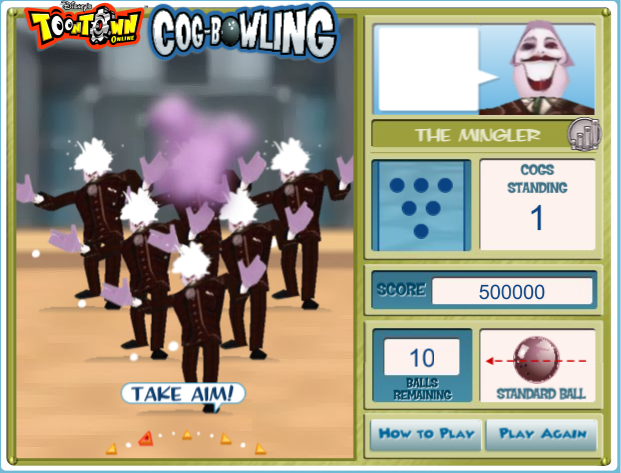 Disney's
TOONTOWN
ONLINE
COG-BOWLING
THE MINGLER
COGS
STANDING
1
SCORE 500000
10
BALLS
REMAINING
STANDARD BALL
TAKE AIM!
HOW TO PLAY
PLAY AGAIN